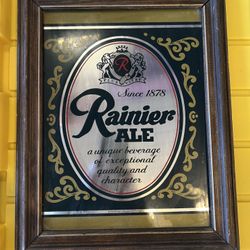 R
Since 1878
Rainier
ALE
a unique beverage
of exceptional
quality and
character